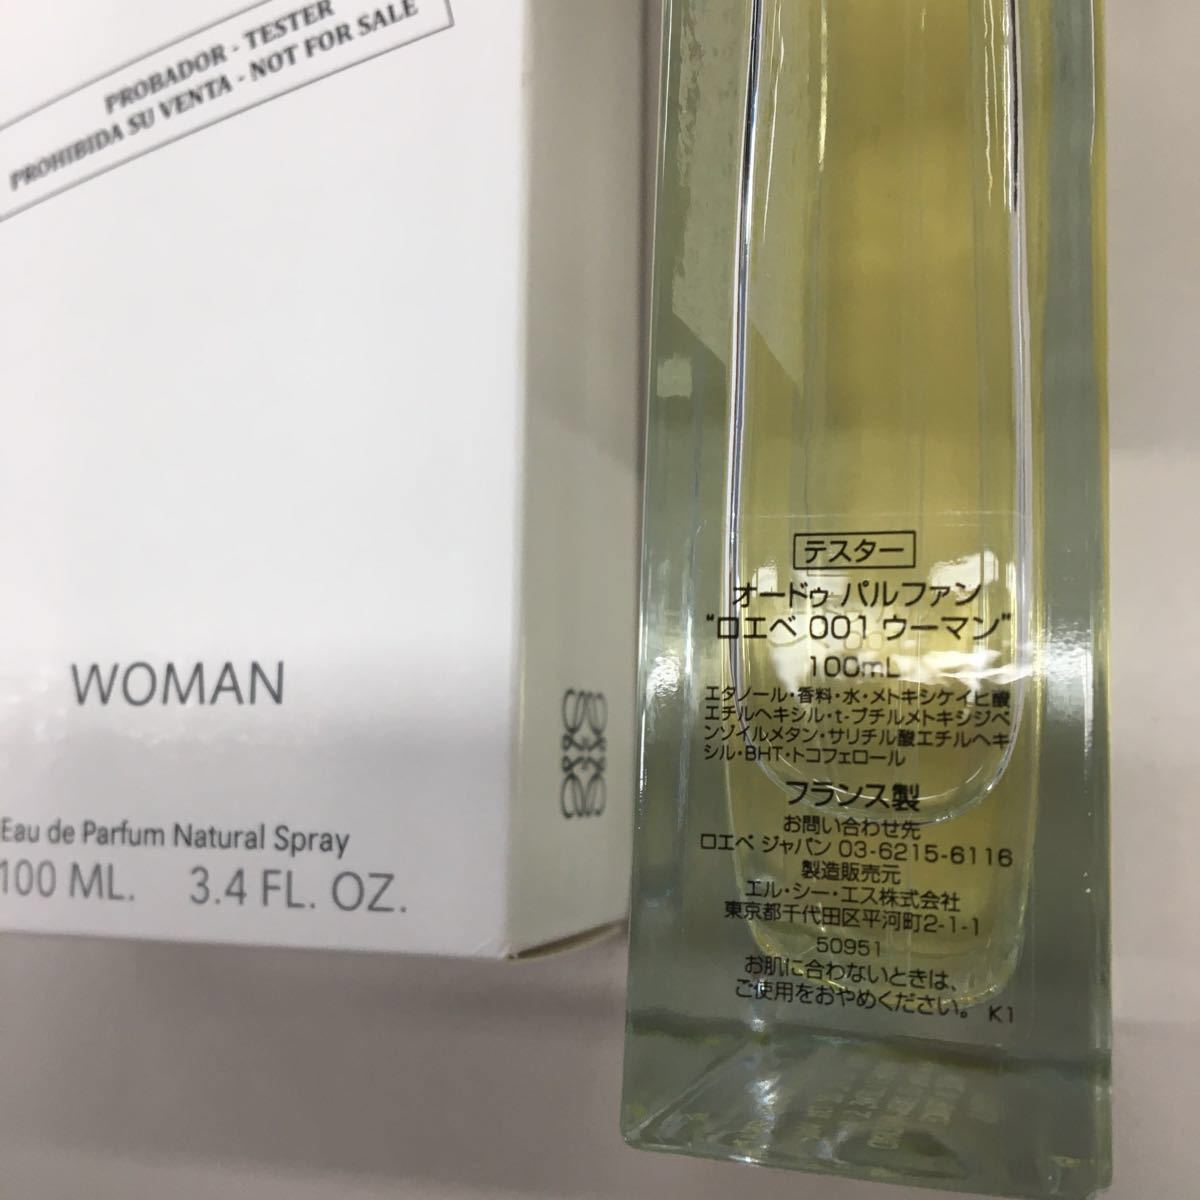 PROBADOR - TESTER
PROHIBIDA SU VENTA - NOT FOR SALE
WOMAN
Eau de Parfum Natural Spray
100 ML. 3.4 FL. OZ.
テスター
オードゥ パルファン
“ロエベ 001 ウーマン”
100mL
エタノール・香料・水・メトキシケイヒ酸
エチルヘキシル・t-ブチルメトキシジベ
ンゾイルメタン・サリチル酸エチルヘキ
シル・BHT・トコフェロール
フランス製
お問い合わせ先
ロエベ ジャパン 03-6215-6116
製造販売元
エル・シー・エス株式会社
東京都千代田区平河町2-1-1
50951
お肌に合わないときは、
ご使用をおやめください。 K1